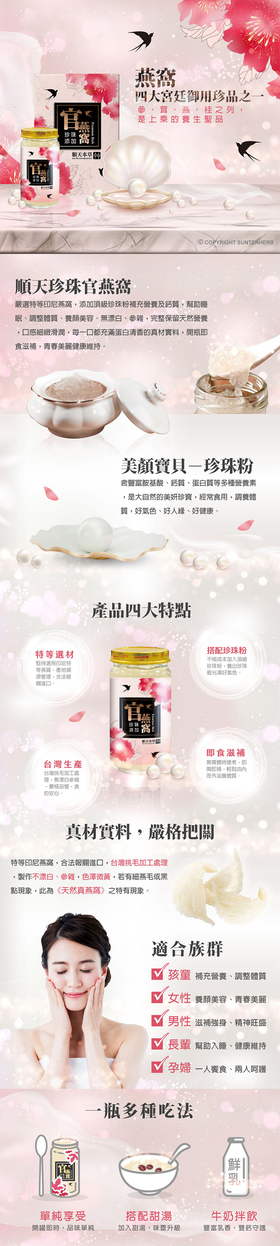 燕窩
四大宮廷御用珍品之一
參、茸、燕、桂之列，
是上乘的養生聖品
官燕窩
珍珠添加
順天本草
© COPYRIGHT SUNTENHERB
順天珍珠官燕窩
嚴選特等印尼燕窩，添加頂級珍珠粉補充營養及鈣質，幫助睡
眠、調整體質、養顏美容、無漂白、參雜，完整保留天然營養
，口感細緻滑潤，每一口都充滿蛋白清香的真材實料，開瓶即
食滋補，青春美麗健康維持。
美顏寶貝－珍珠粉
含豐富胺基酸、鈣質、蛋白質等多種營養素
，是大自然的美妍珍寶，經常食用，調養體
質，好氣色、好人緣、好健康。
產品四大特點
特等選材
搭配珍珠粉
官燕窩
珍珠添加
台灣生產
即食滋補
真材實料，嚴格把關
特等印尼燕窩，合法報關進口，台灣挑毛加工處理
，製作不漂白、參雜，色澤微黃，若有細燕毛或黑
點現象，此為《天然真燕窩》之特有現象。
適合族群
孩童 補充營養、調整體質
女性 養顏美容、青春美麗
男性 滋補強身、精神旺盛
長輩 幫助入睡、健康維持
孕婦 一人饗食、兩人呵護
一瓶多種吃法
鮮乳
單純享受
開罐即時，品味單純
搭配甜湯
加入甜湯，味蕾升級
牛奶拌飲
豐富乳香，雙鈣守護